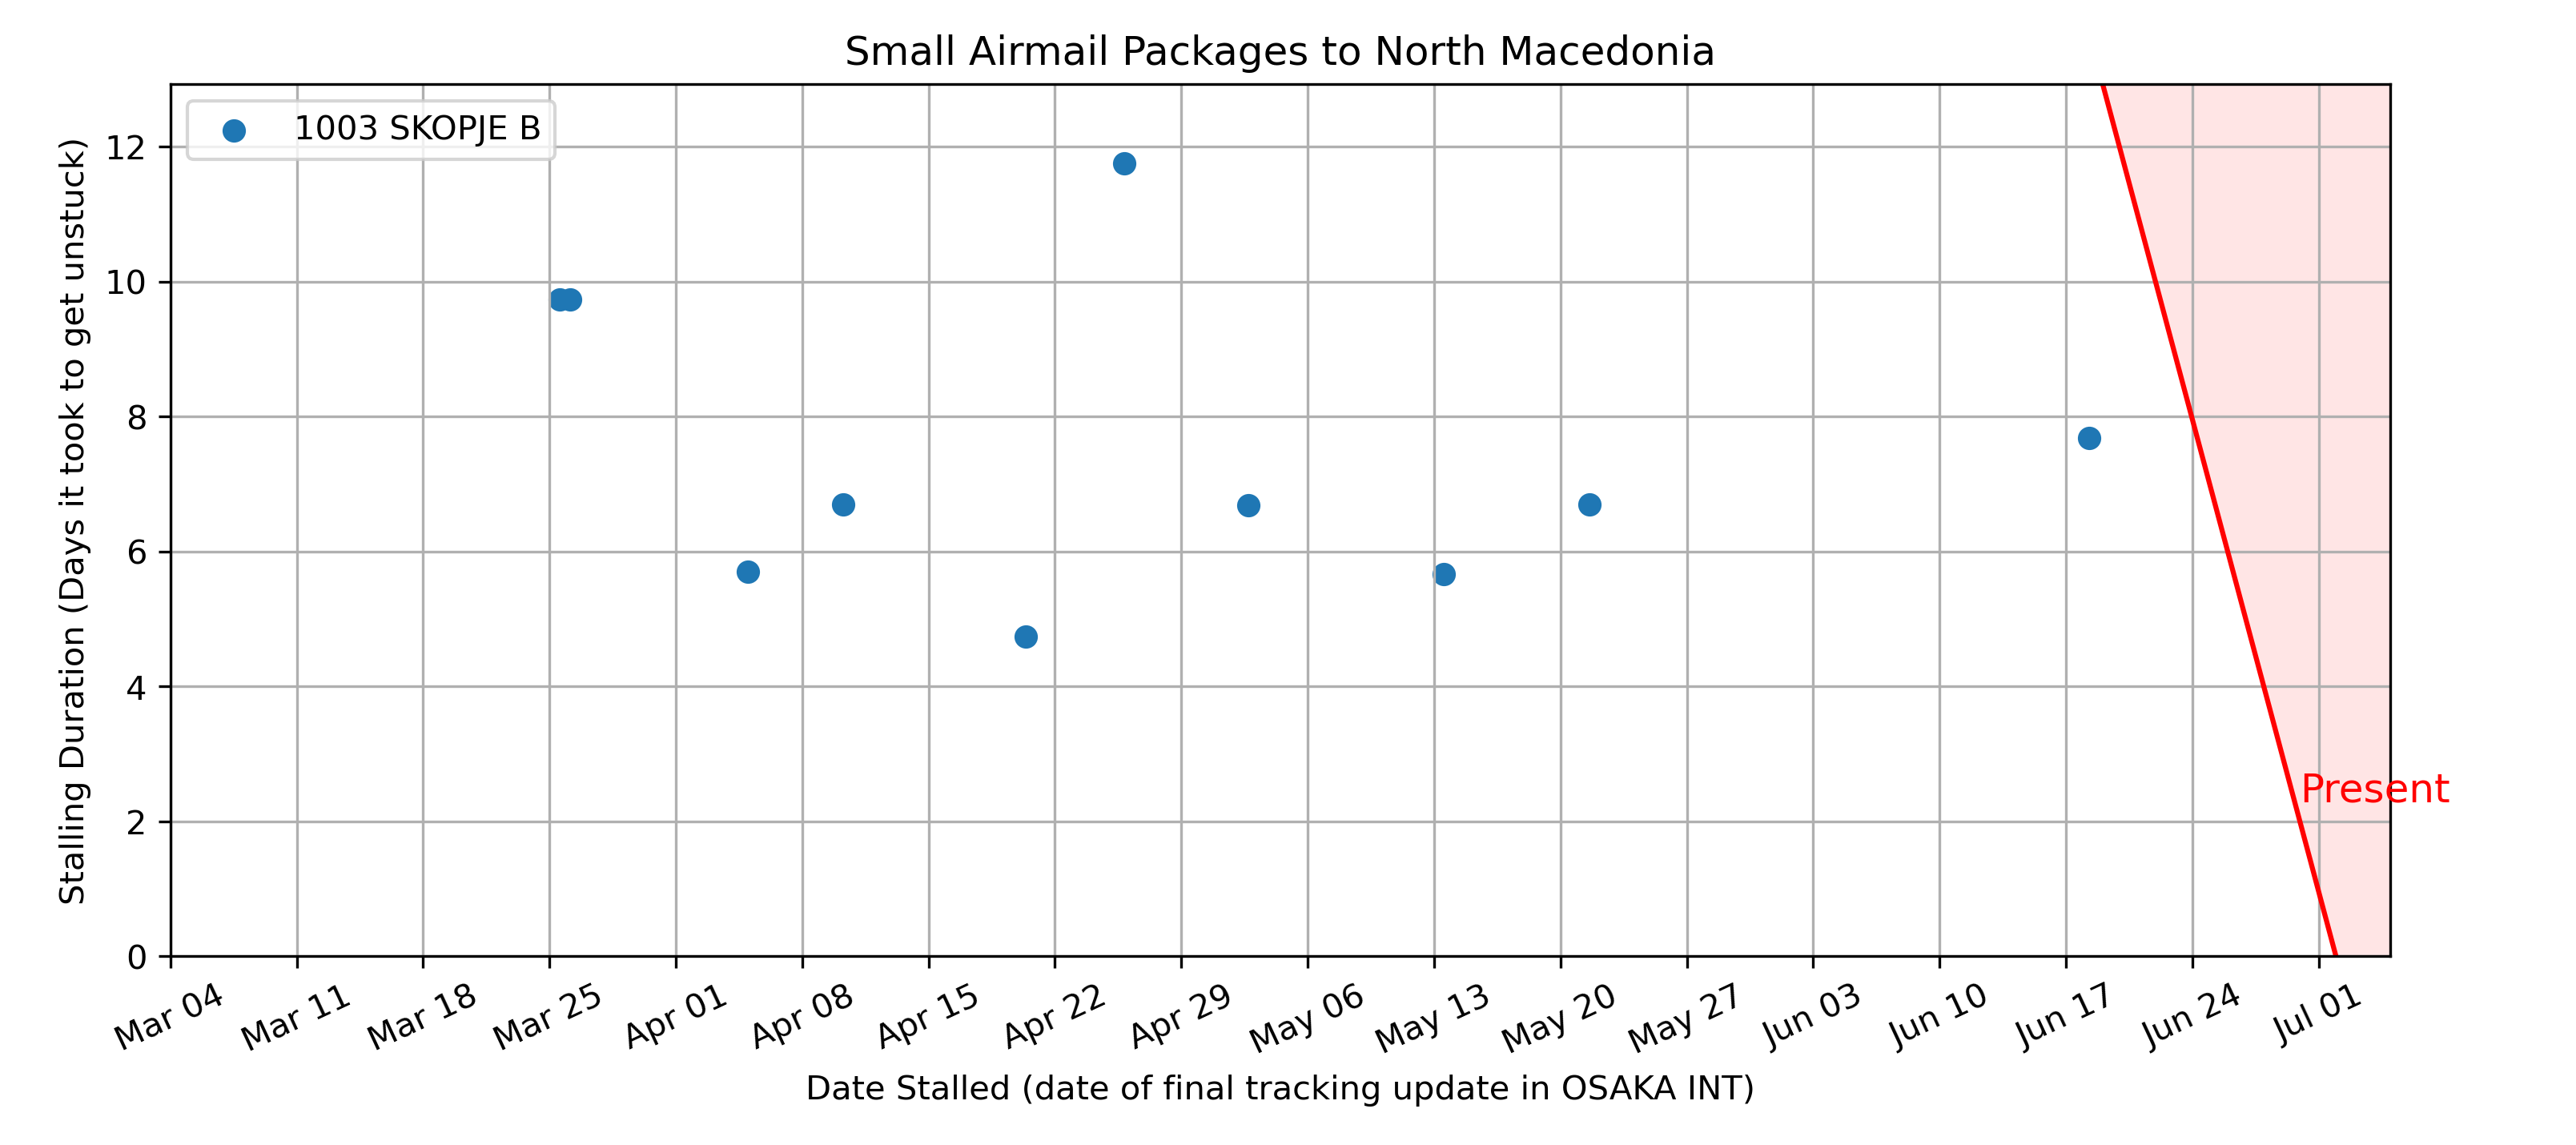 Small Airmail Packages to North Macedonia
1003 SKOPJE B
Stalling Duration (Days it took to get unstuck)
12
10
8
6
4
2
0
Present
Mar 04
Mar 11
Mar 18
Mar 25
Apr 01
Apr 08
Apr 15
Apr 22
Apr 29
May 06
May 13
May 20
May 27
Jun 03
Jun 10
Jun 17
Jun 24
Jul 01
Date Stalled (date of final tracking update in OSAKA INT)